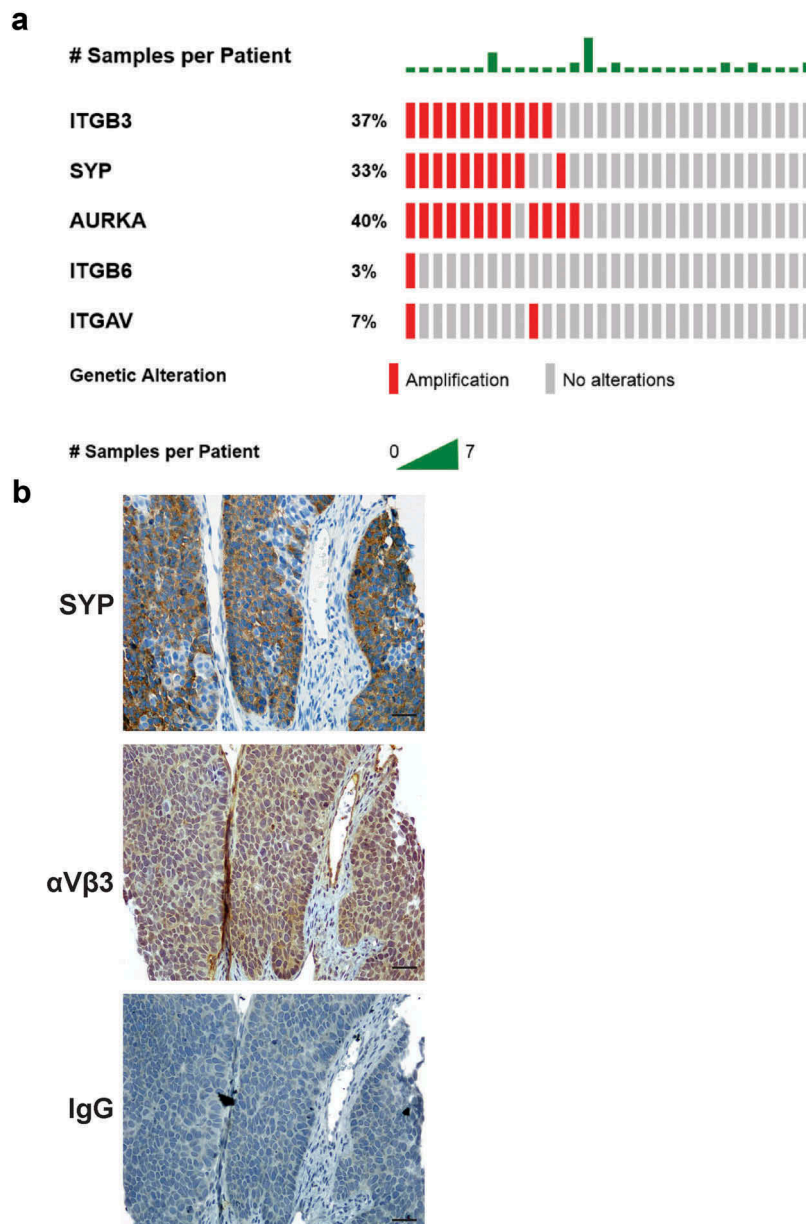 a
# Samples per Patient
ITGB3 37%
SYP 33%
AURKA 40%
ITGB6 3%
ITGAV 7%
Genetic Alteration Amplification No alterations
# Samples per Patient 0 7
b
SYP
αVβ3
IgG